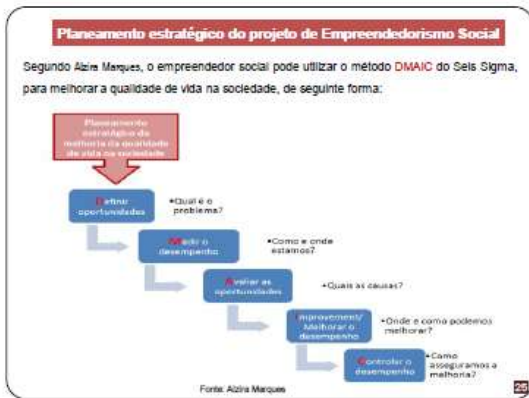 Planeamento estratégico do projeto de Empreendedorismo Social
Segundo Alzira Marques, o empreendedor social pode utilizar o método DMAIC do Seis Sigma,
para melhorar a qualidade de vida na sociedade, de seguinte forma:
Planeamento
estratégico da
melhoria da qualidade
de vida na sociedade
Definir
oportunidades
•Qual é o
problema?
Medir o
desempenho
•Como e onde
estamos?
Avaliar as
oportunidades
•Quais as causas?
Improvement/
Melhorar o
desempenho
•Onde e como podemos
melhorar?
Controlar o
desempenho
•Como
asseguramos a
melhoria?
Fonte: Alzira Marques
25